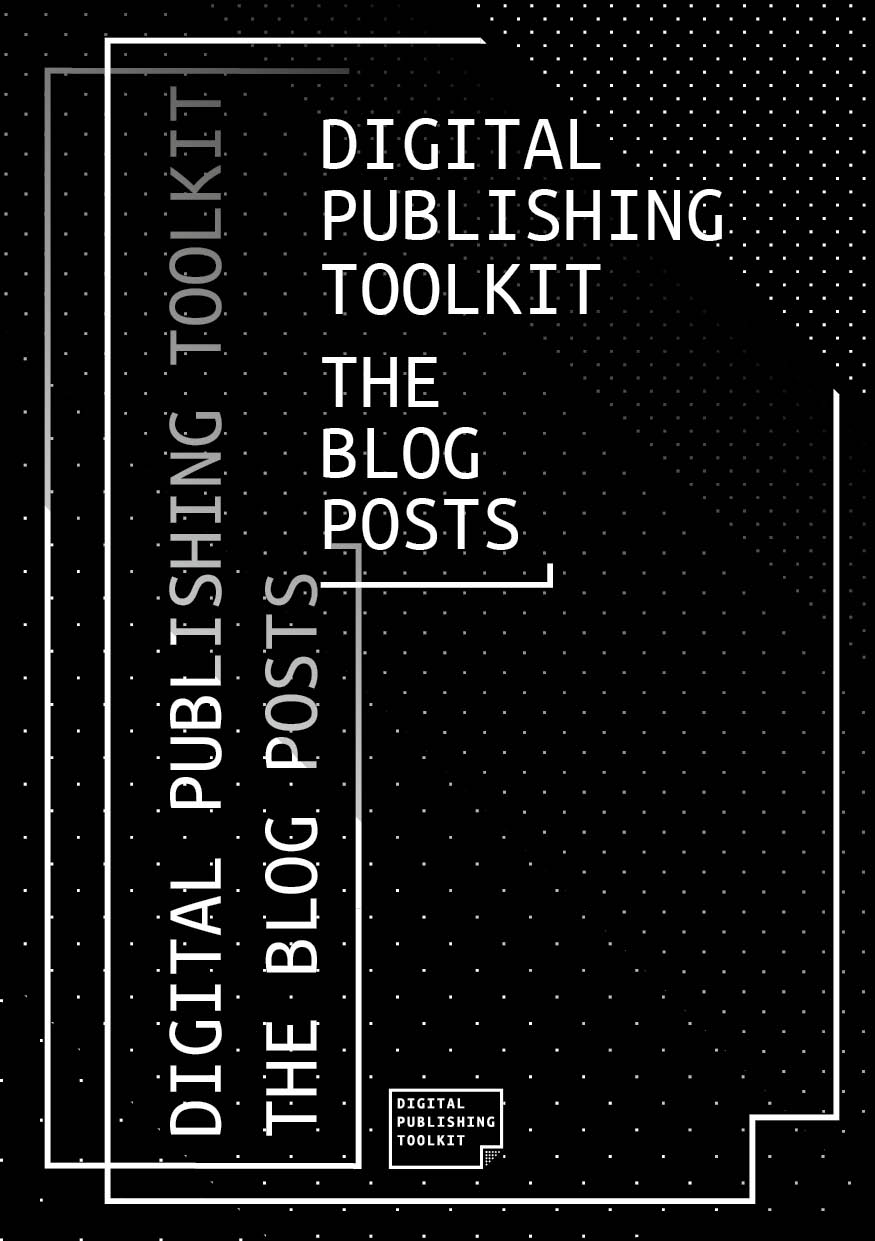 DIGITAL
PUBLISHING
TOOLKIT
THE
BLOG
POSTS
DIGITAL PUBLISHING TOOLKIT
THE BLOG POSTS
DIGITAL
PUBLISHING
TOOLKIT